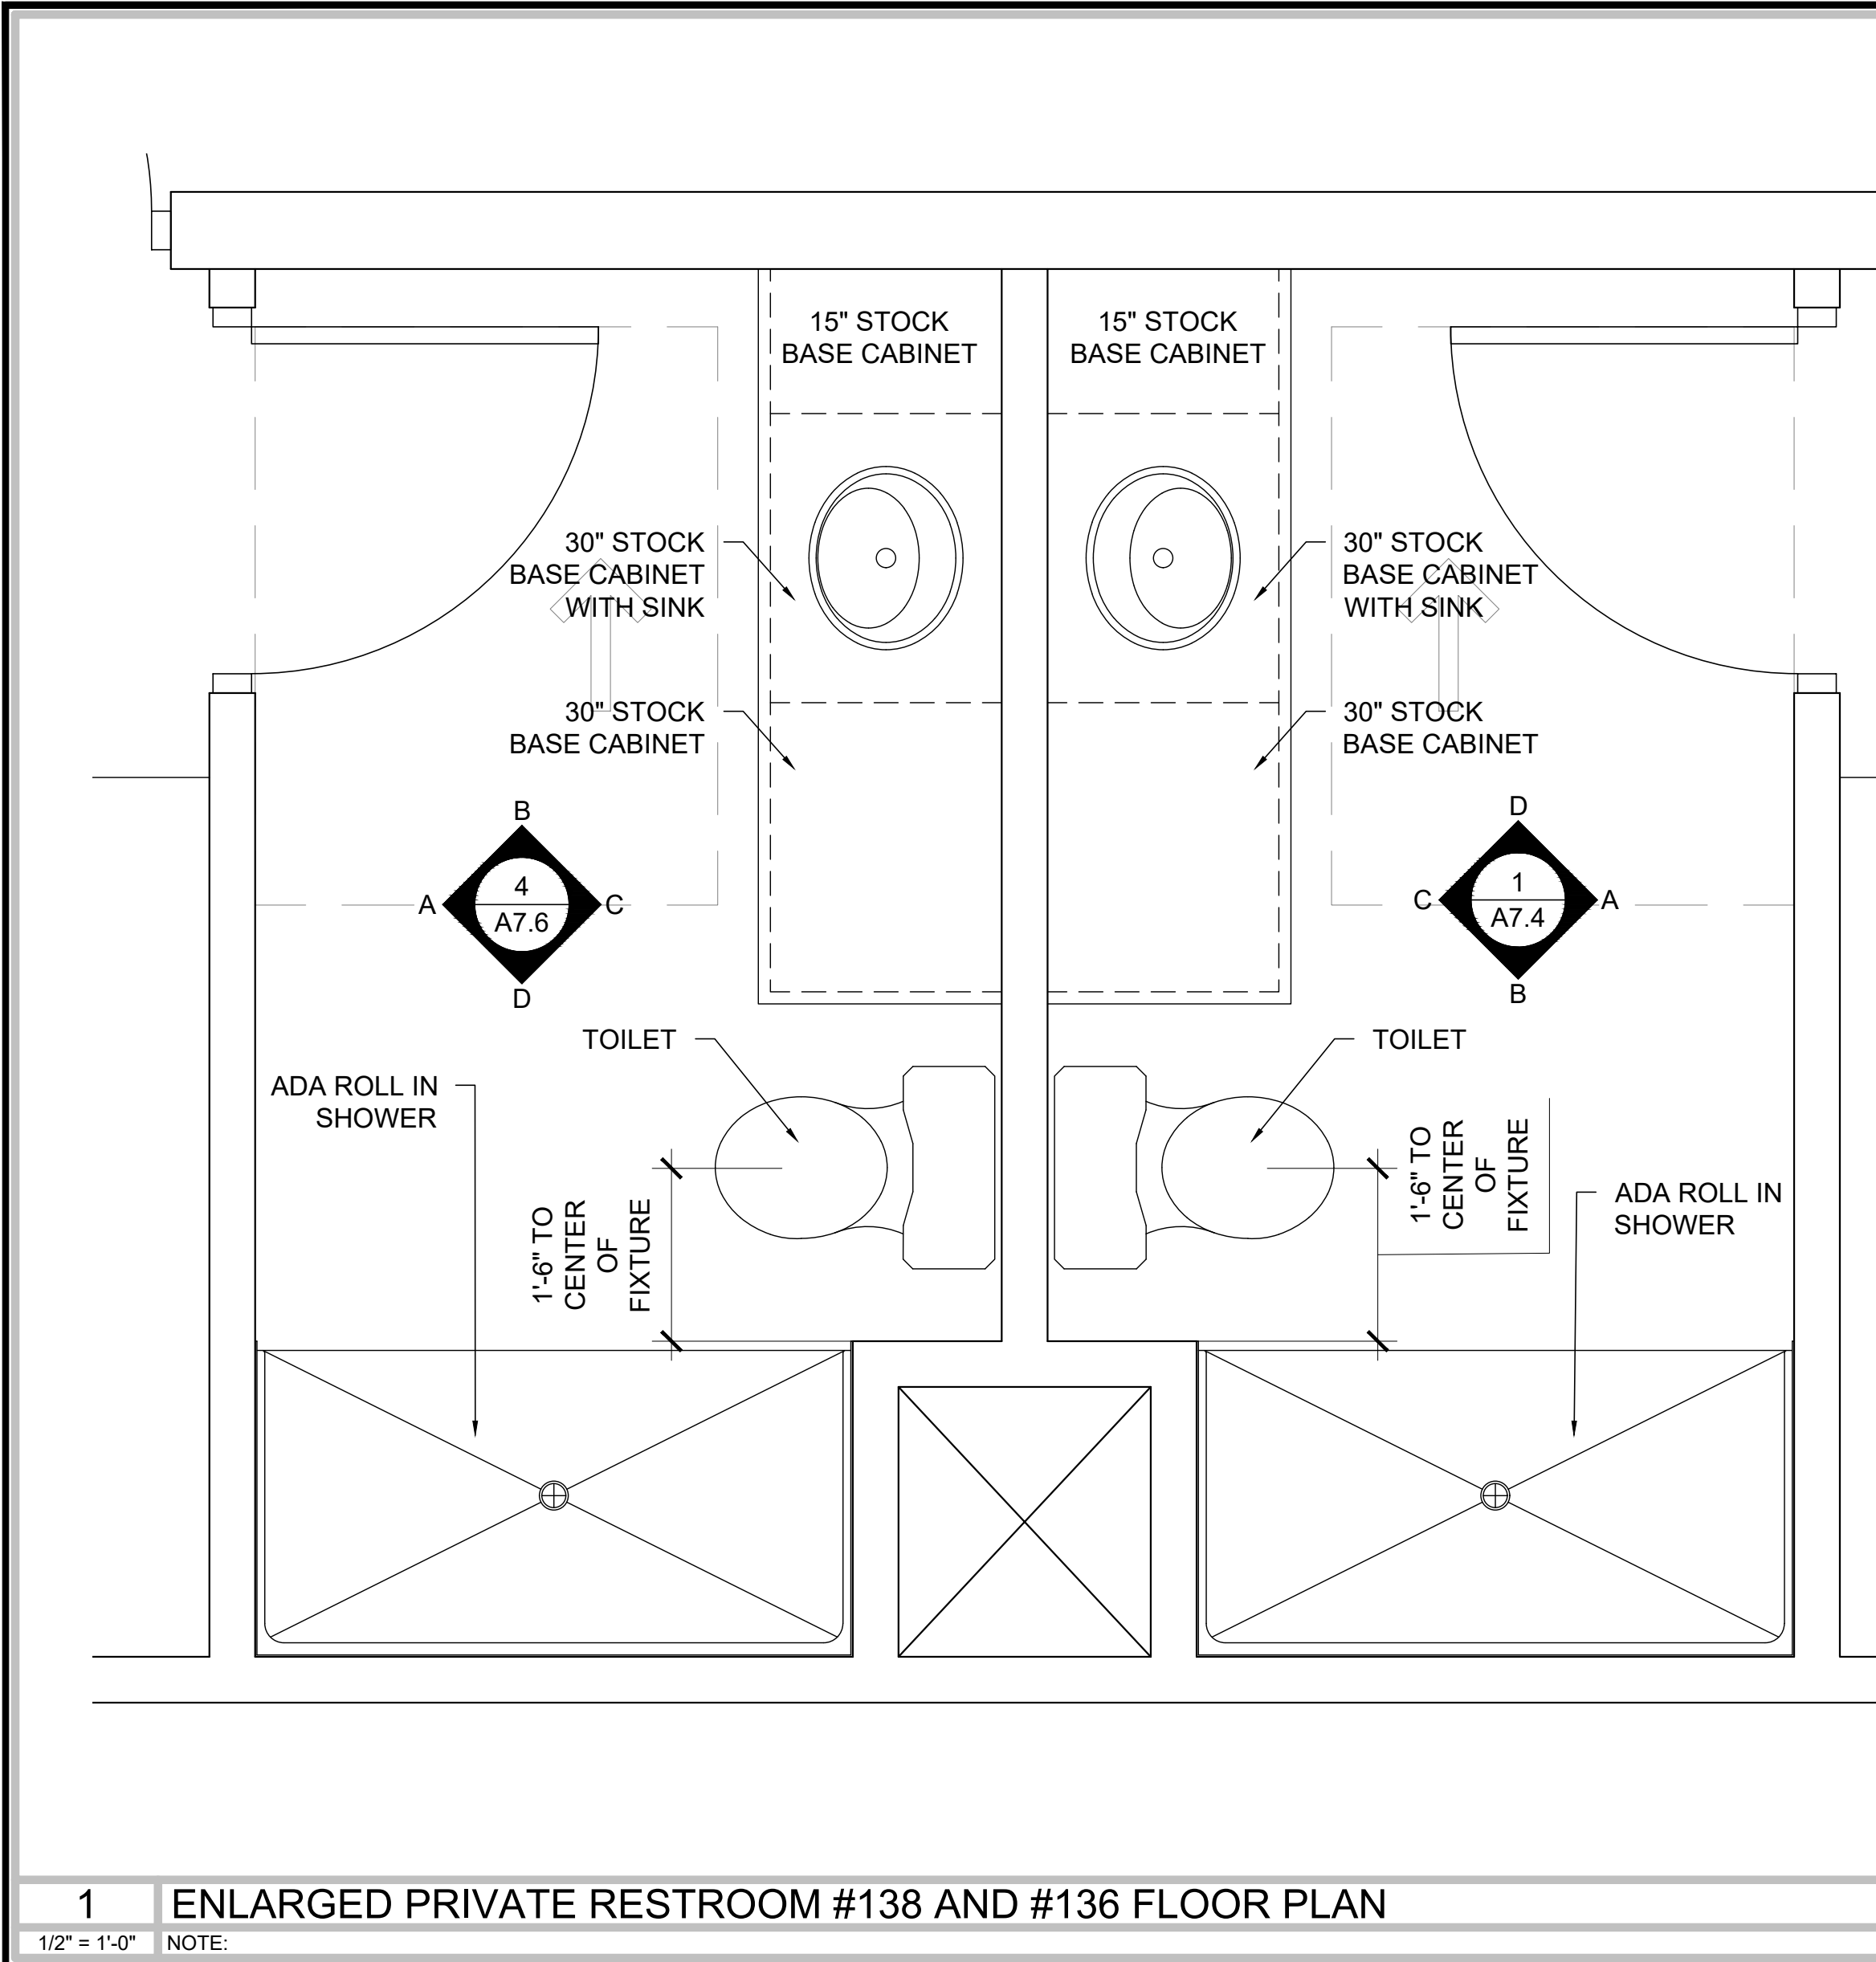 15" STOCK
BASE CABINET
15" STOCK
BASE CABINET
30" STOCK
BASE CABINET
WITH SINK
30" STOCK
BASE CABINET
WITH SINK
30" STOCK
BASE CABINET
30" STOCK
BASE CABINET
B
A
4
A7.6
C
D
D
C
1
A7.4
A
B
TOILET
TOILET
ADA ROLL IN
SHOWER
1'-6" TO
CENTER
OF
FIXTURE
1'-6" TO
CENTER
OF
FIXTURE
ADA ROLL IN
SHOWER
1
ENLARGED PRIVATE RESTROOM #138 AND #136 FLOOR PLAN
1/2" = 1'-0"
NOTE: